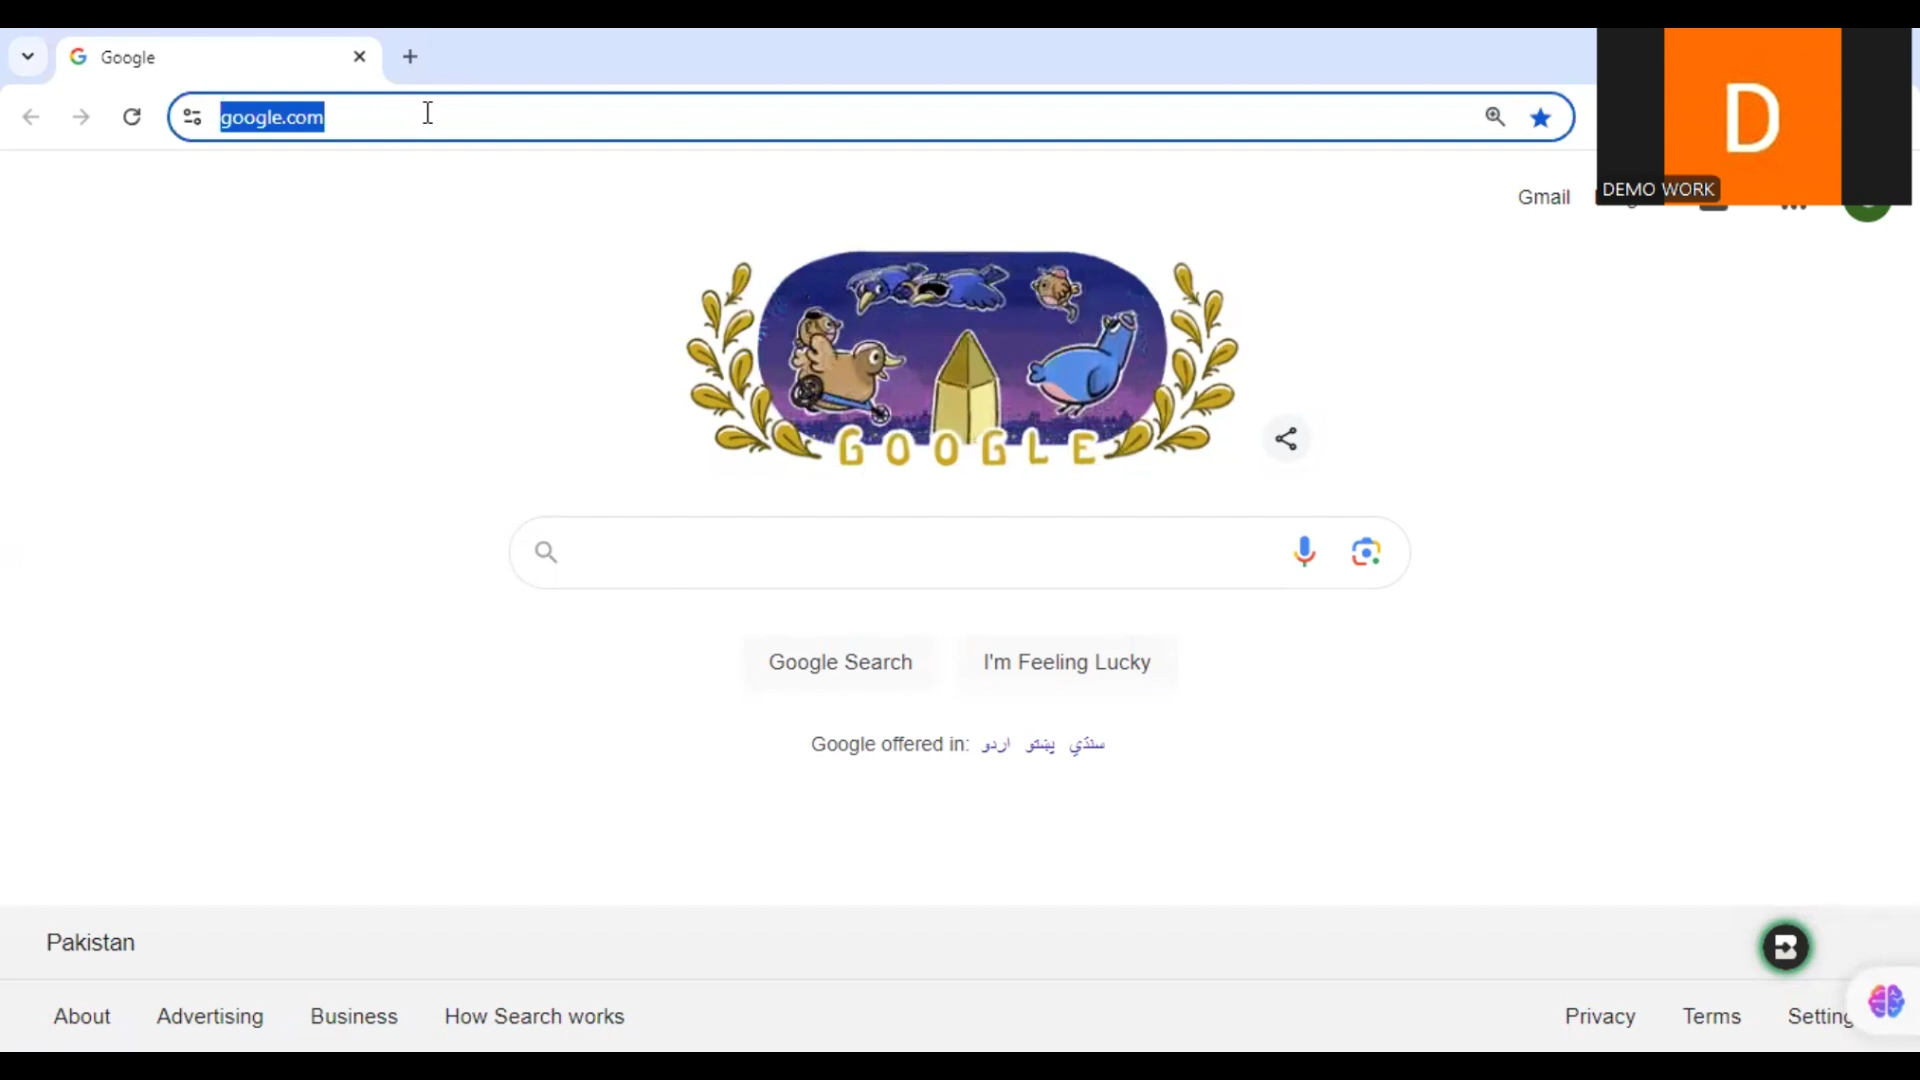 Google
google.com
DEMO WORK
D
Gmail
GOOGLE
Google Search
I'm Feeling Lucky
Google offered in: اردو پښتو سنڌي
Pakistan
About
Advertising
Business
How Search works
Privacy
Terms
Setting